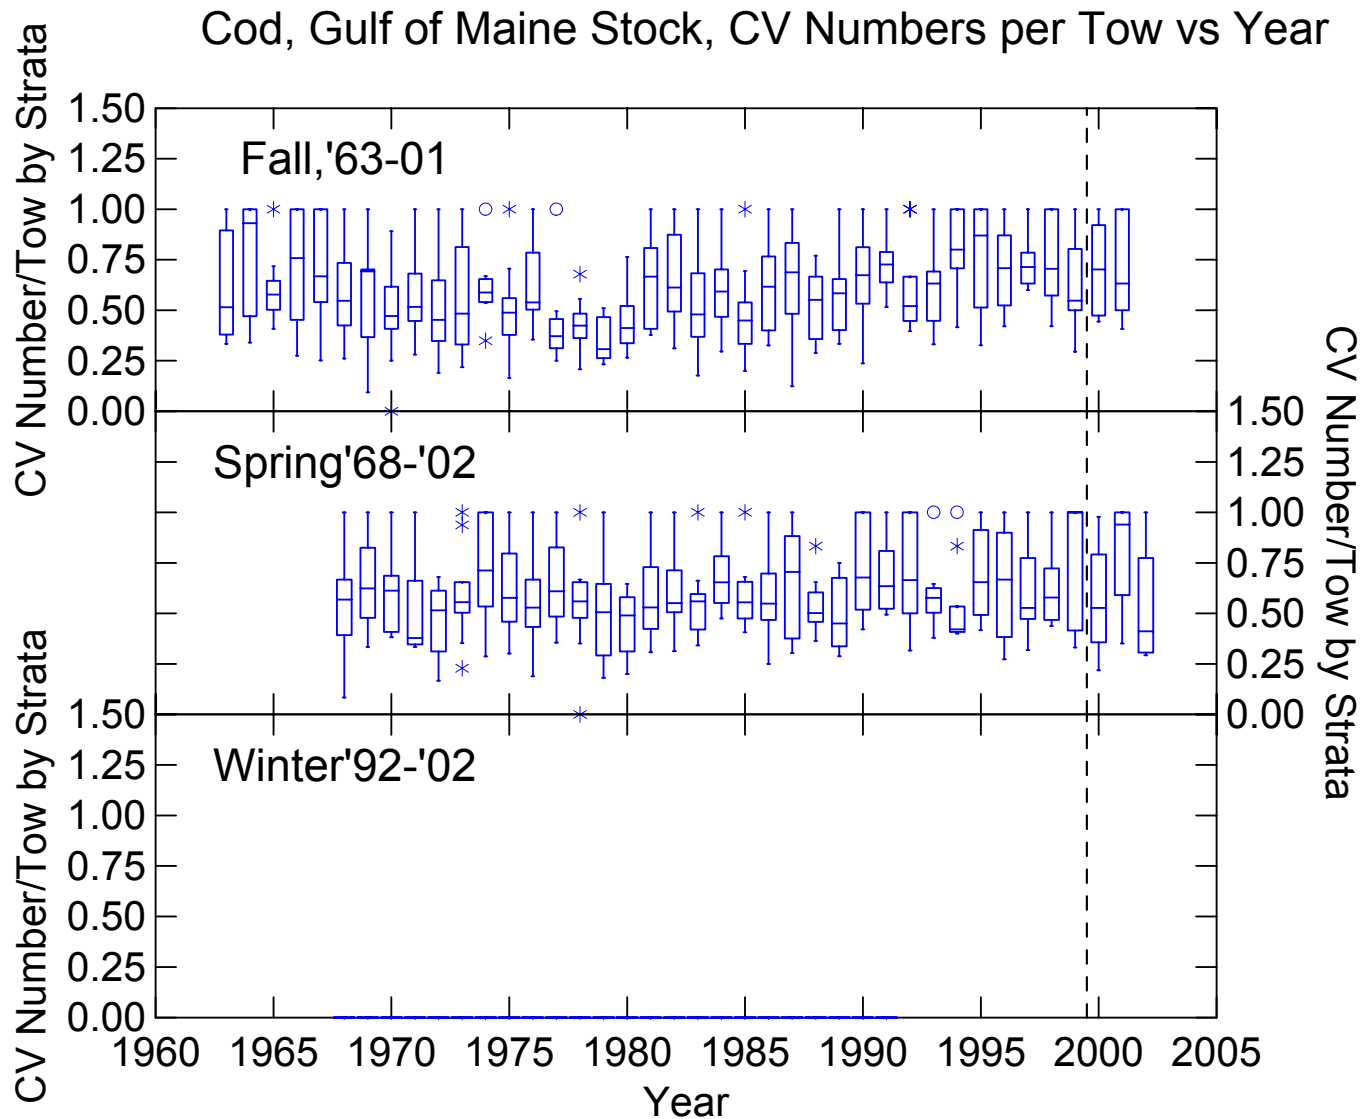 Cod, Gulf of Maine Stock, CV Numbers per Tow vs Year
CV Number/Tow by Strata
1.50
1.25
1.00
0.75
0.50
0.25
0.00
Fall,'63-01
CV Number/Tow by Strata
1.50
1.25
1.00
0.75
0.50
0.25
0.00
Spring'68-'02
CV Number/Tow by Strata
1.50
1.25
1.00
0.75
0.50
0.25
0.00
Winter'92-'02
1960 1965 1970 1975 1980 1985 1990 1995 2000 2005
Year